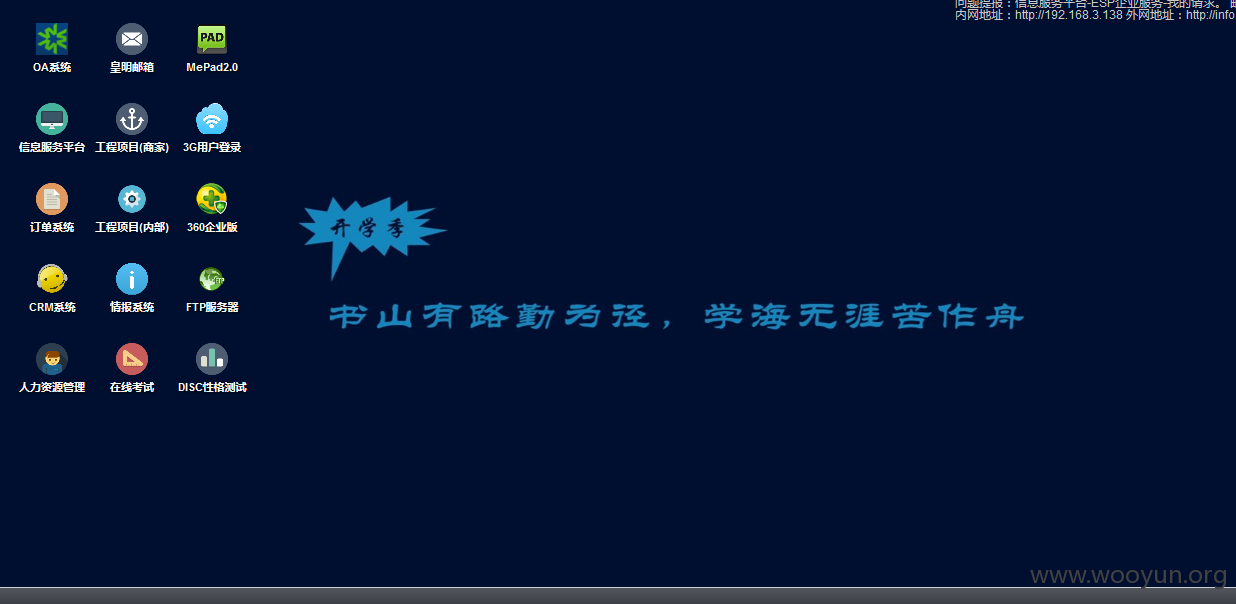 问题提报：信息服务平台-ESP企业服务-我的请求。
内网地址：http://192.168.3.138 外网地址：http://info
PAD
OA系统 皇明邮箱 MePad2.0
信息服务平台 工程项目(商家) 3G用户登录
订单系统 工程项目(内部) 360企业版
FTP
CRM系统 情报系统 FTP服务器
人力资源管理 在线考试 DISC性格测试
开学季
书山有路勤为径，学海无涯苦作舟
www.wooyun.org